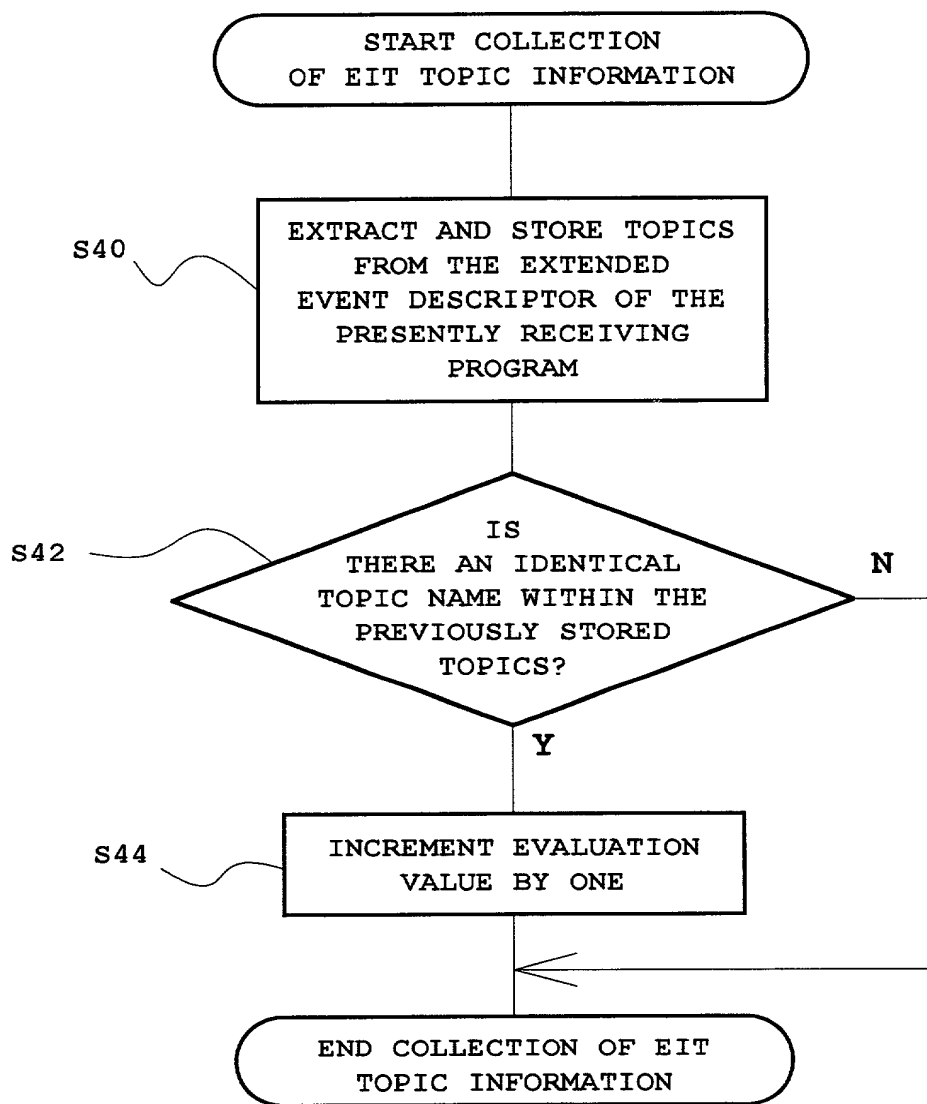 START COLLECTION
OF EIT TOPIC INFORMATION
S40
EXTRACT AND STORE TOPICS
FROM THE EXTENDED
EVENT DESCRIPTOR OF THE
PRESENTLY RECEIVING
PROGRAM
S42
IS
THERE AN IDENTICAL
TOPIC NAME WITHIN THE
PREVIOUSLY STORED
TOPICS?
N
Y
S44
INCREMENT EVALUATION
VALUE BY ONE
END COLLECTION OF EIT
TOPIC INFORMATION